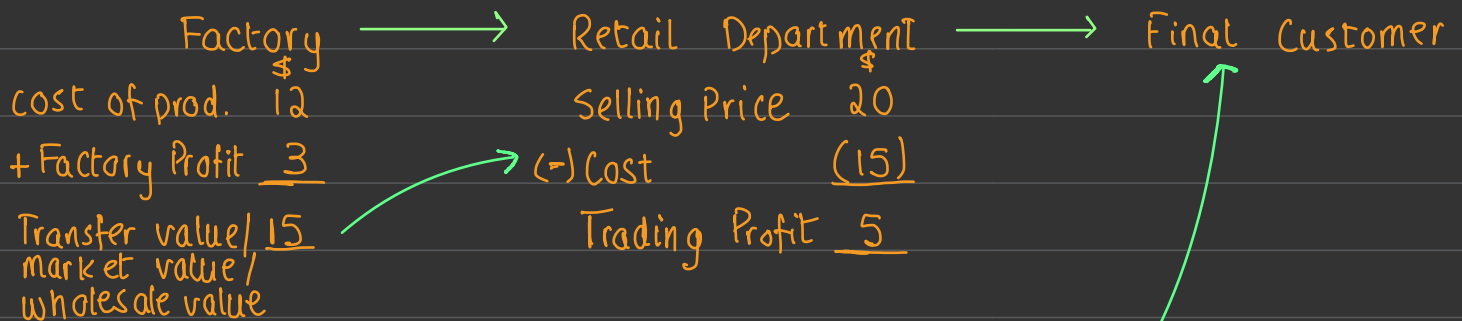 Factory → Retail Department → Final Customer
$ $
cost of prod. 12 Selling Price 20
+ Factory Profit 3 (-) Cost (15)
Transfer value/ 15 Trading Profit 5
market value/
wholesale value